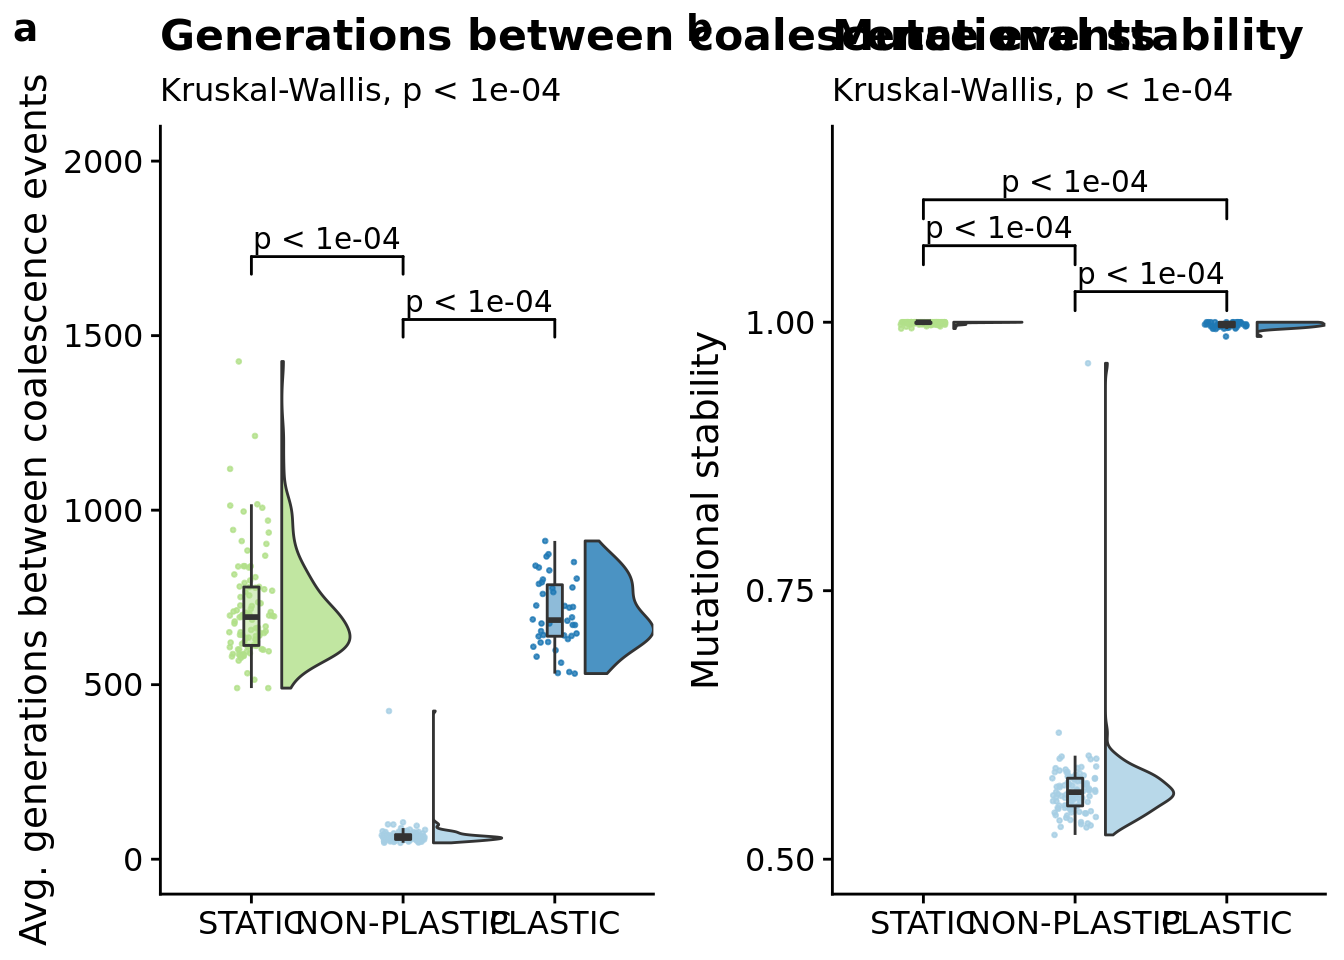 a
Generations between coalescence events
Kruskal-Wallis, p < 1e-04
Avg. generations between coalescence events
2000
1500
1000
500
0
p < 1e-04
p < 1e-04
STATIC
NON-PLASTIC
PLASTIC
b
Mutational stability
Kruskal-Wallis, p < 1e-04
Mutational stability
1.00
0.75
0.50
p < 1e-04
p < 1e-04
p < 1e-04
STATIC
NON-PLASTIC
PLASTIC